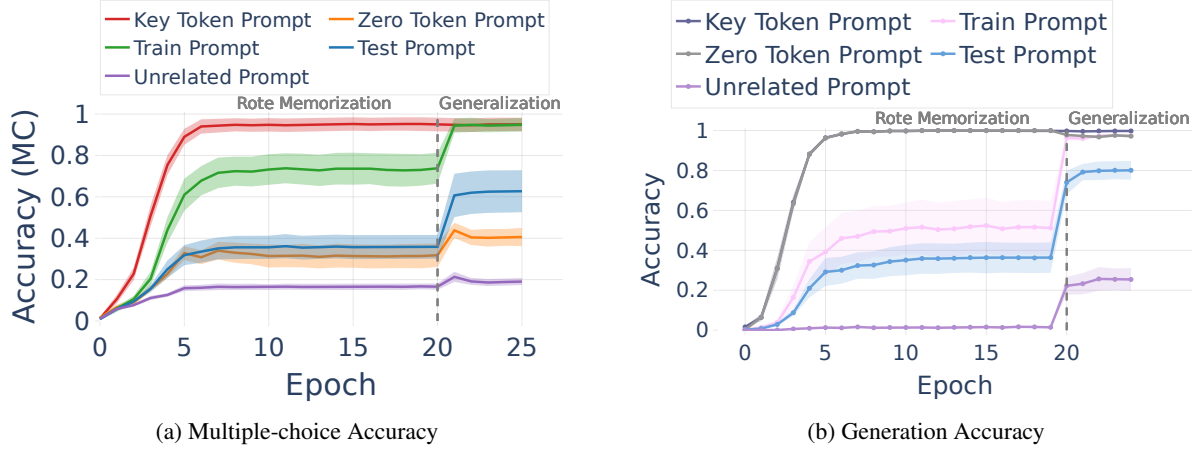 Key Token Prompt
Zero Token Prompt
Train Prompt
Test Prompt
Unrelated Prompt
Rote Memorization
Generalization
Accuracy (MC)
1
0.8
0.6
0.4
0.2
0
0 5 10 15 20 25
Epoch
(a) Multiple-choice Accuracy
Key Token Prompt
Train Prompt
Zero Token Prompt
Test Prompt
Unrelated Prompt
Rote Memorization
Generalization
Accuracy
1
0.8
0.6
0.4
0.2
0
0 5 10 15 20
Epoch
(b) Generation Accuracy